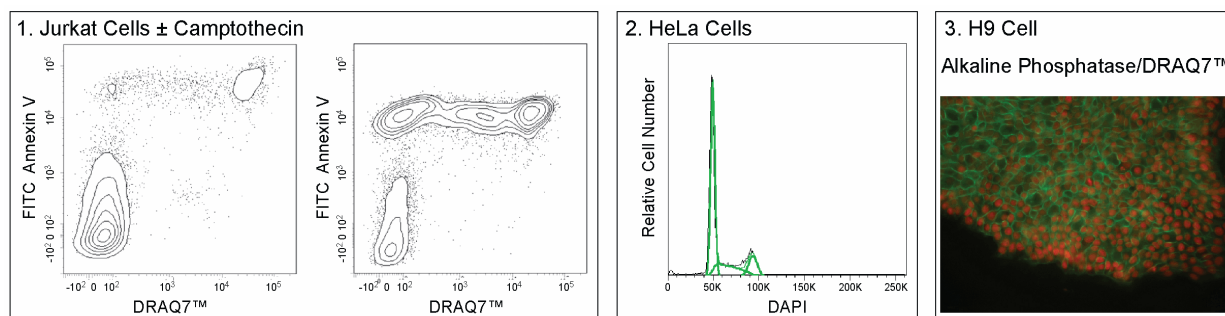 1. Jurkat Cells ± Camptothecin
FITC Annexin V
10⁵
10⁴
10³
-10² 0 10²
-10² 0 10² 10³ 10⁴ 10⁵
DRAQ7™
FITC Annexin V
10⁵
10⁴
10³
-10² 0 10²
-10² 0 10² 10³ 10⁴ 10⁵
DRAQ7™
2. HeLa Cells
Relative Cell Number
0 50K 100K 150K 200K 250K
DAPI
3. H9 Cell
Alkaline Phosphatase/DRAQ7™